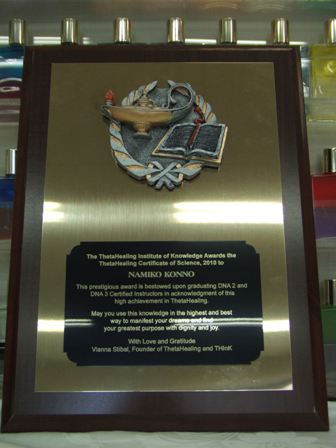 The ThetaHealing Institute of Knowledge Awards the
ThetaHealing Certificate of Science, 2010 to
NAMIKO KONNO
This prestigious award is bestowed upon graduating DNA 2 and
DNA 3 Certified Instructors in acknowledgment of this
high achievement in ThetaHealing.
May you use this knowledge in the highest and best
way to manifest your dreams and find
your greatest purpose with dignity and joy.
With Love and Gratitude
Vianna Stibal, Founder of ThetaHealing and THInK